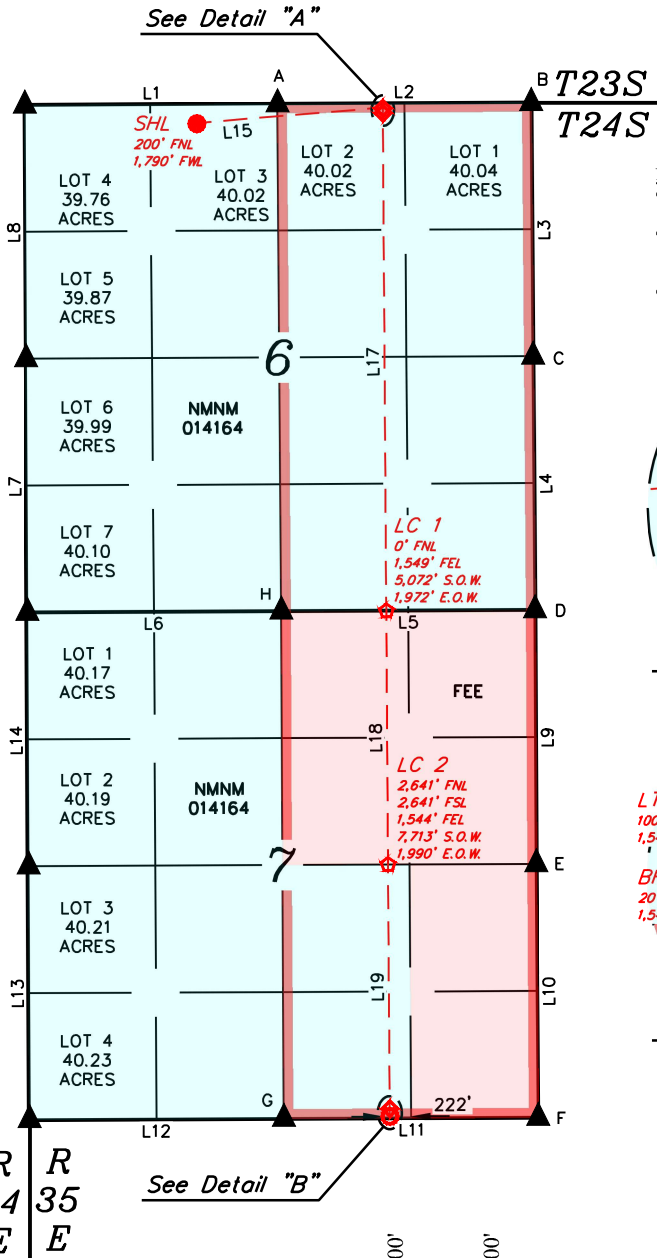 See Detail "A"
L1
A
L2
B
T23S
T24S
SHL
200' FNL
1,790' FWL
L15
LOT 4
39.76
ACRES
LOT 3
40.02
ACRES
LOT 2
40.02
ACRES
LOT 1
40.04
ACRES
L8
L3
LOT 5
39.87
ACRES
6
L17
C
LOT 6
39.99
ACRES
NMNM
014164
L7
L4
LOT 7
40.10
ACRES
LC 1
0' FNL
1,549' FEL
5,072' S.O.W.
1,972' E.O.W.
H
D
L6
L5
LOT 1
40.17
ACRES
FEE
L14
L18
L9
LOT 2
40.19
ACRES
NMNM
014164
LC 2
2,641' FNL
2,641' FSL
1,544' FEL
7,713' S.O.W.
1,990' E.O.W.
7
E
LOT 3
40.21
ACRES
L13
L19
L10
LOT 4
40.23
ACRES
G
222'
F
L12
L11
R
R
4
35
E
E
See Detail "B"
00'
00'